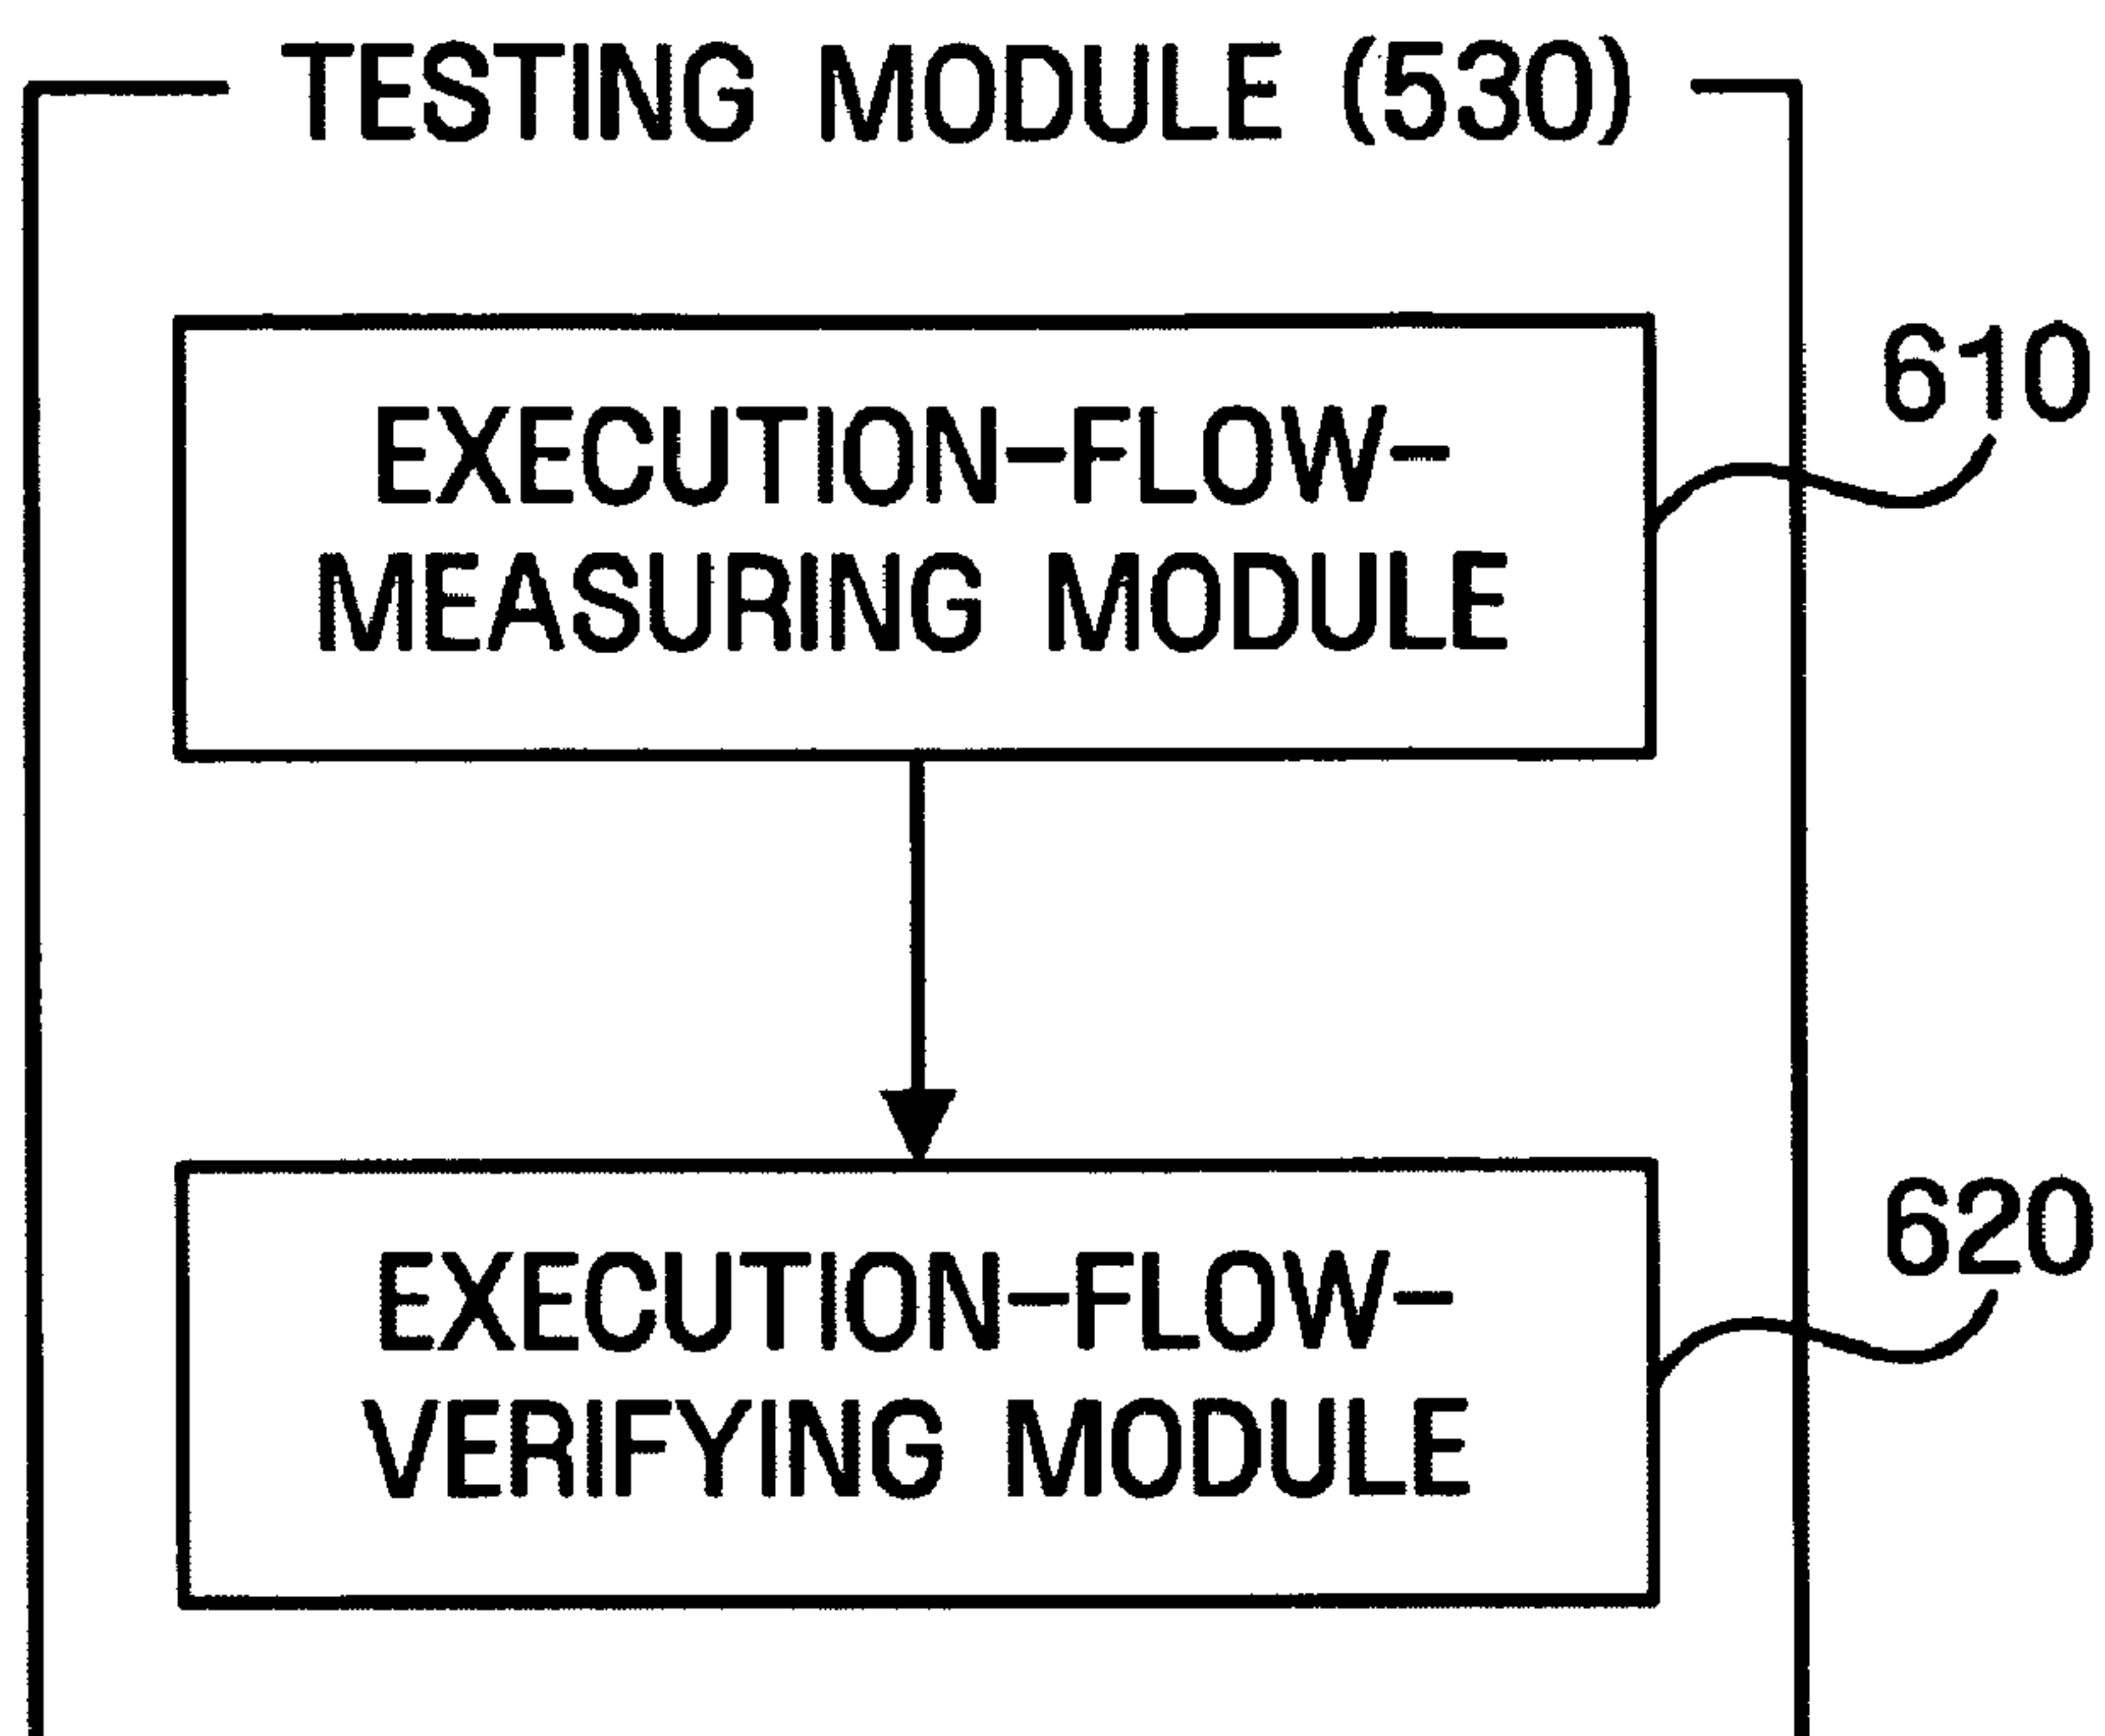 TESTING MODULE (530)
EXECUTION-FLOW-
MEASURING MODULE
610
EXECUTION-FLOW-
VERIFYING MODULE
620